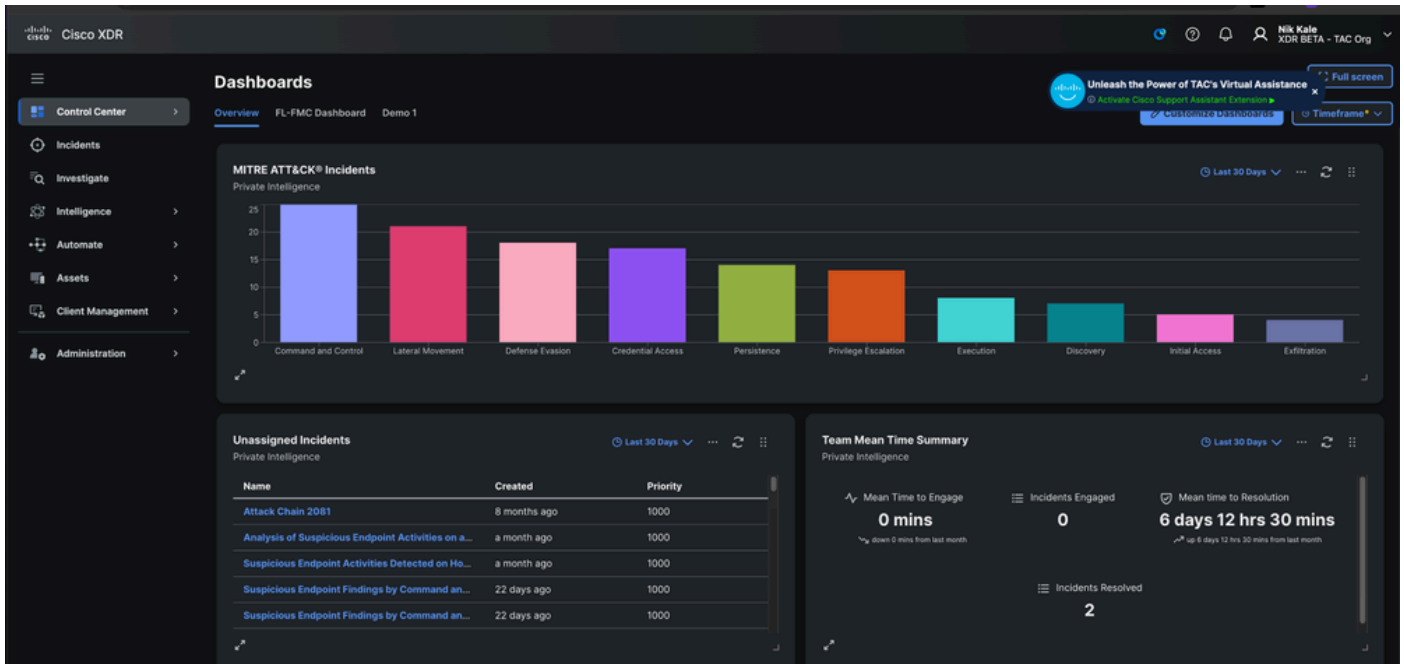 CISCO Cisco XDR
Nik Kale
XDR BETA - TAC Org
Control Center
Incidents
Investigate
Intelligence
Automate
Assets
Client Management
Administration
Dashboards
Unleash the Power of TAC's Virtual Assistance
Activate Cisco Support Assistant Extension
×
Full screen
Overview FL-FMC Dashboard Demo 1
Customize Dashboards
Timeframe*
MITRE ATT&CK® Incidents
Private Intelligence
Last 30 Days
25
20
15
10
5
0
Command and Control Lateral Movement Defense Evasion Credential Access Persistence Privilege Escalation Execution Discovery Initial Access Exfiltration
Unassigned Incidents
Private Intelligence
Last 30 Days
Name Created Priority
Attack Chain 2081 8 months ago 1000
Analysis of Suspicious Endpoint Activities on a... a month ago 1000
Suspicious Endpoint Activities Detected on Ho... a month ago 1000
Suspicious Endpoint Findings by Command an... 22 days ago 1000
Suspicious Endpoint Findings by Command an... 22 days ago 1000
Team Mean Time Summary
Private Intelligence
Last 30 Days
Mean Time to Engage
0 mins
down 0 mins from last month
Incidents Engaged
0
Mean time to Resolution
6 days 12 hrs 30 mins
up 6 days 12 hrs 30 mins from last month
Incidents Resolved
2